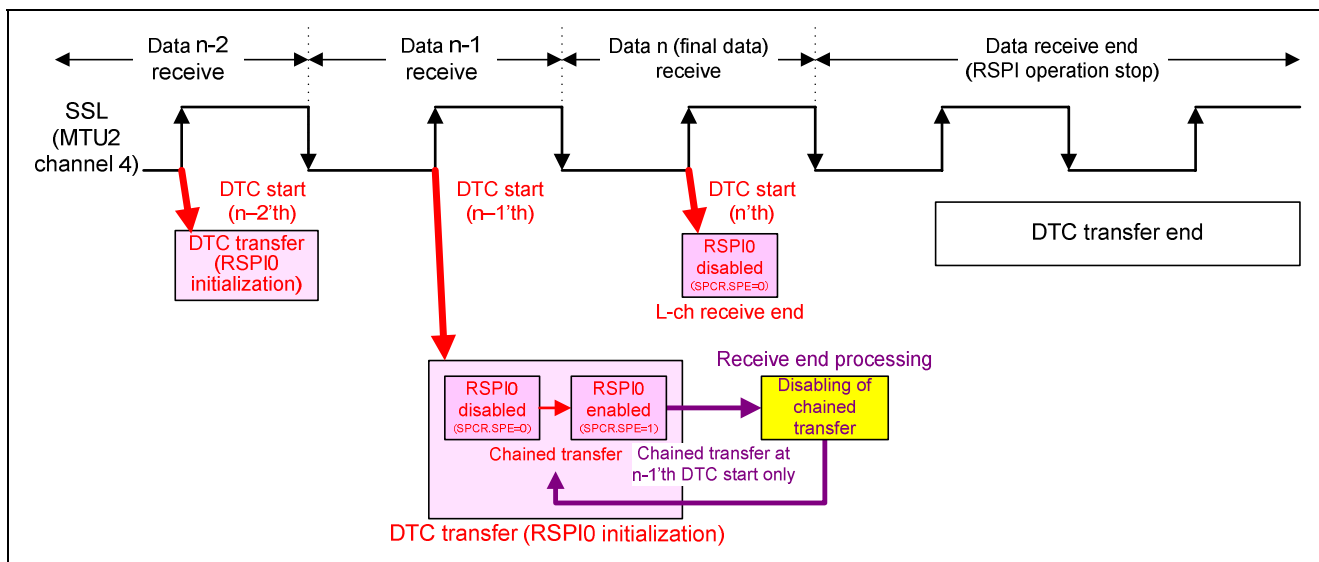 Data n-2
receive
Data n-1
receive
Data n (final data)
receive
Data receive end
(RSPI operation stop)
SSL
(MTU2
channel 4)
DTC start
(n–2'th)
DTC start
(n–1'th)
DTC start
(n'th)
DTC transfer
(RSPI0
initialization)
RSPI0
disabled
(SPCR.SPE=0)
L-ch receive end
DTC transfer end
Receive end processing
RSPI0
disabled
(SPCR.SPE=0)
RSPI0
enabled
(SPCR.SPE=1)
Disabling of
chained
transfer
Chained transfer
Chained transfer at
n-1'th DTC start only
DTC transfer (RSPI0 initialization)